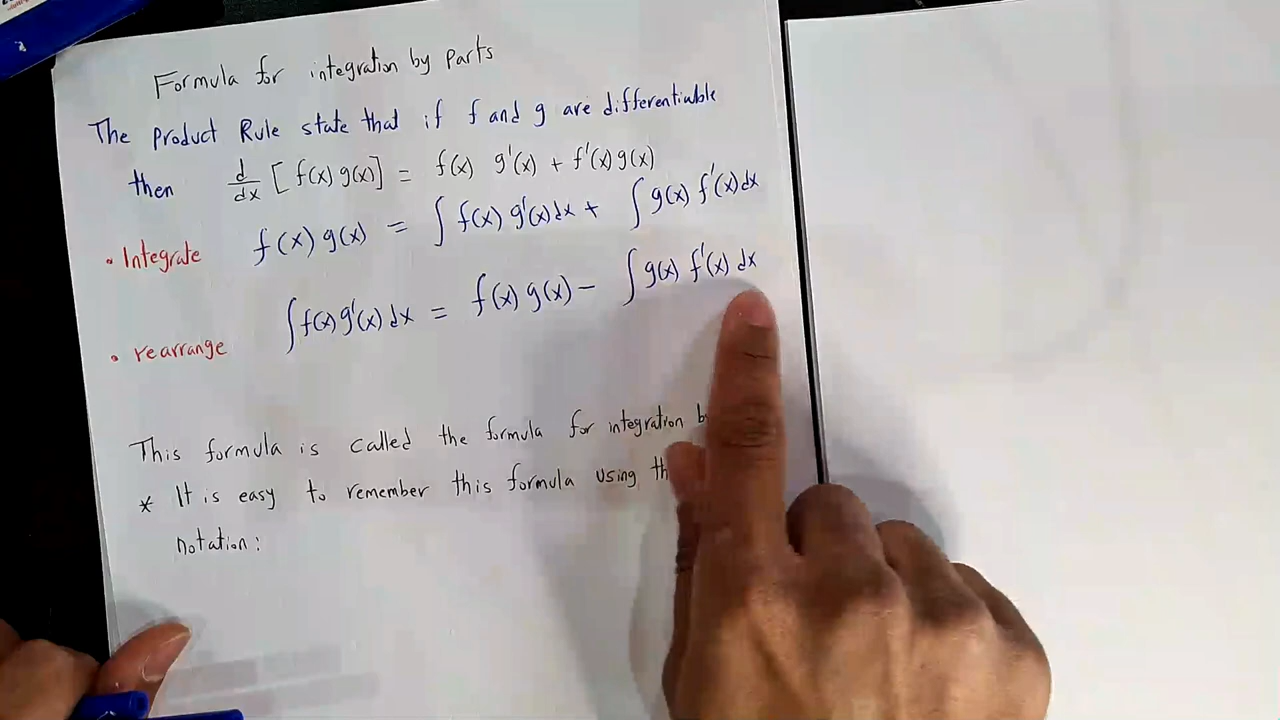 Formula for integration by parts
The Product Rule state that if f and g are differentiable
then d/dx [f(x) g(x)] = f(x) g'(x) + f'(x) g(x)
• Integrate f(x) g(x) = ∫ f(x) g'(x) dx + ∫ g(x) f'(x) dx
• rearrange ∫ f(x) g'(x) dx = f(x) g(x) − ∫ g(x) f'(x) dx
This formula is called the formula for integration
* It is easy to remember this formula using
notation: